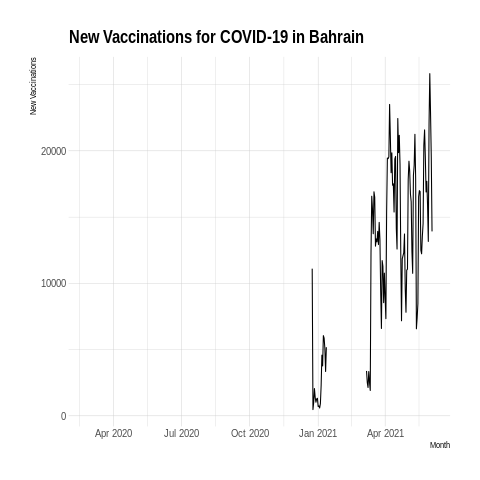 New Vaccinations for COVID-19 in Bahrain
New Vaccinations
20000
10000
0
Apr 2020 Jul 2020 Oct 2020 Jan 2021 Apr 2021
Month